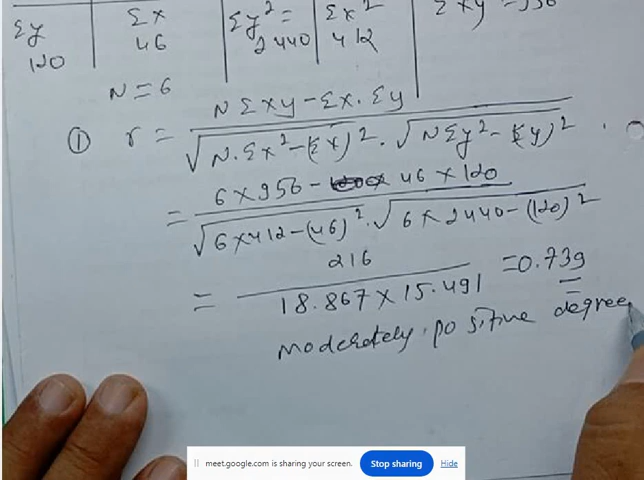 Σy Σx Σy² = Σx²
120 46 2440 412
N = 6
① r = NΣxy - Σx. Σy
√N.Σx² - (Σx)² . √NΣy² - (Σy)²
= 6 × 956 - 46 × 120
√6×412-(46)² . √6×2440-(120)²
= 216
18.867 × 15.491 = 0.739
Moderately positive degree
meet.google.com is sharing your screen. Stop sharing Hide